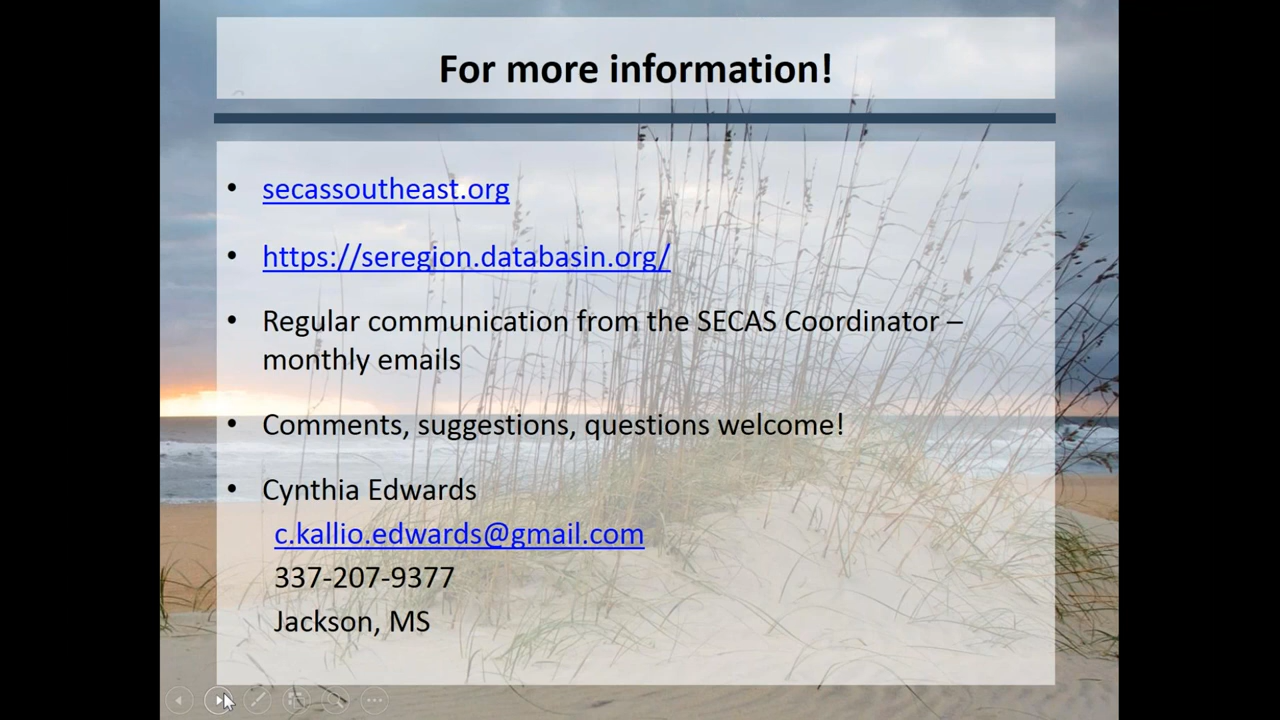 For more information!
• secassoutheast.org
• https://seregion.databasin.org/
• Regular communication from the SECAS Coordinator –
monthly emails
• Comments, suggestions, questions welcome!
• Cynthia Edwards
c.kallio.edwards@gmail.com
337-207-9377
Jackson, MS